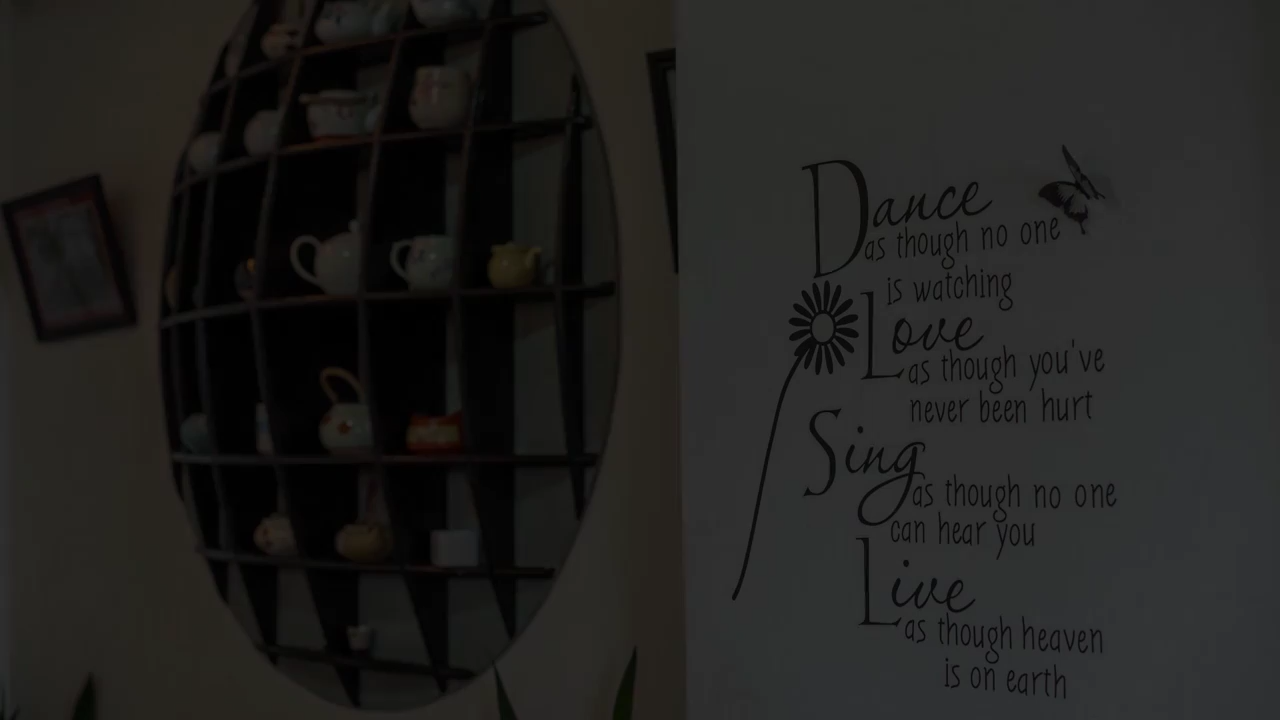 Dance
as though no one
is watching
Love
as though you've
never been hurt
Sing
as though no one
can hear you
Live
as though heaven
is on earth